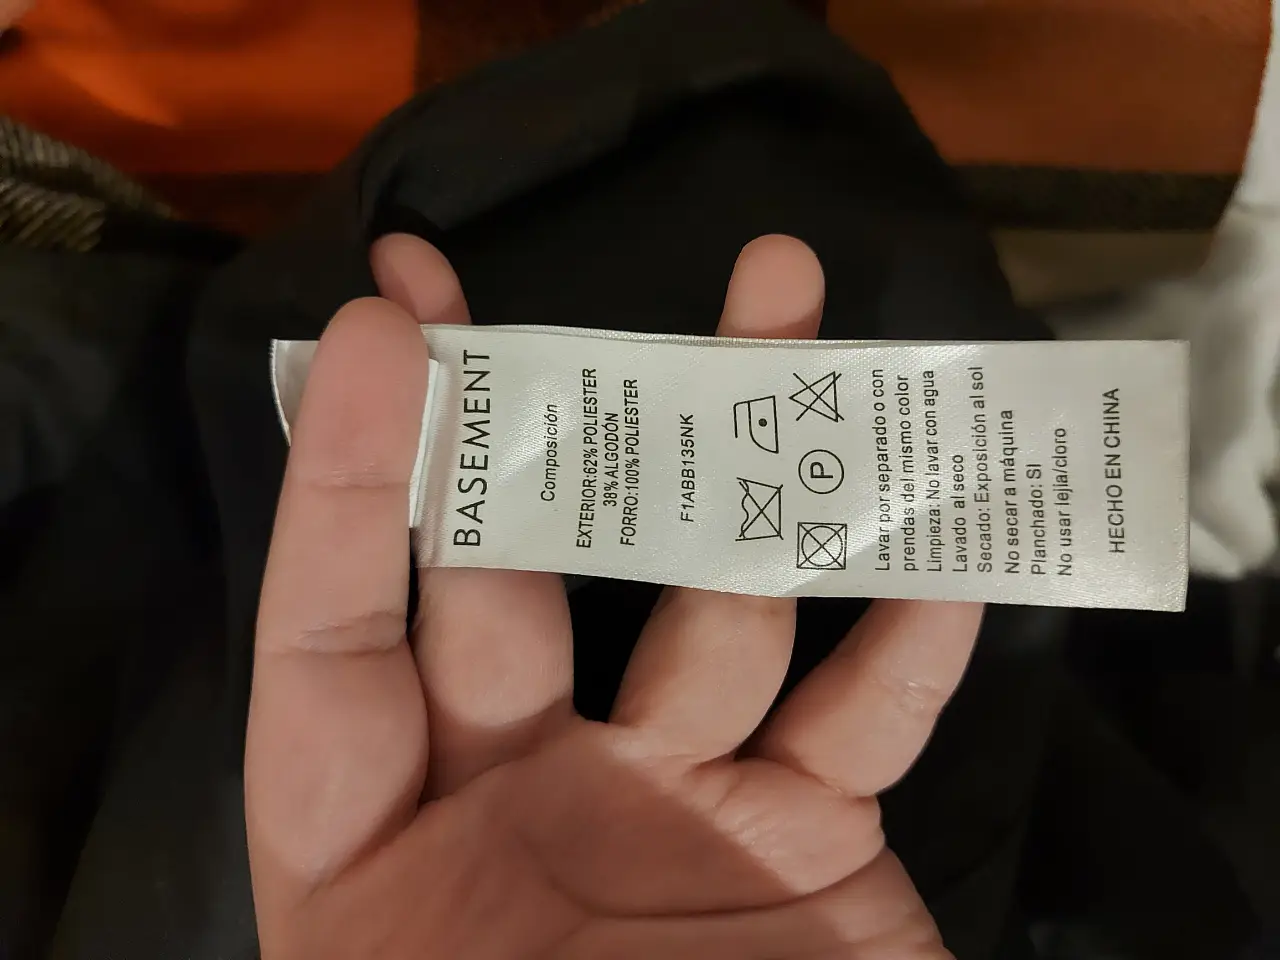 BASEMENT
Composición
EXTERIOR:62% POLIESTER
38% ALGODÓN
FORRO:100% POLIESTER
F1ABB135NK
P
Lavar por separado o con
prendas del mismo color
Limpieza: No lavar con agua
Lavado al seco
Secado: Exposición al sol
No secar a máquina
Planchado: SI
No usar lejia/cloro
HECHO EN CHINA